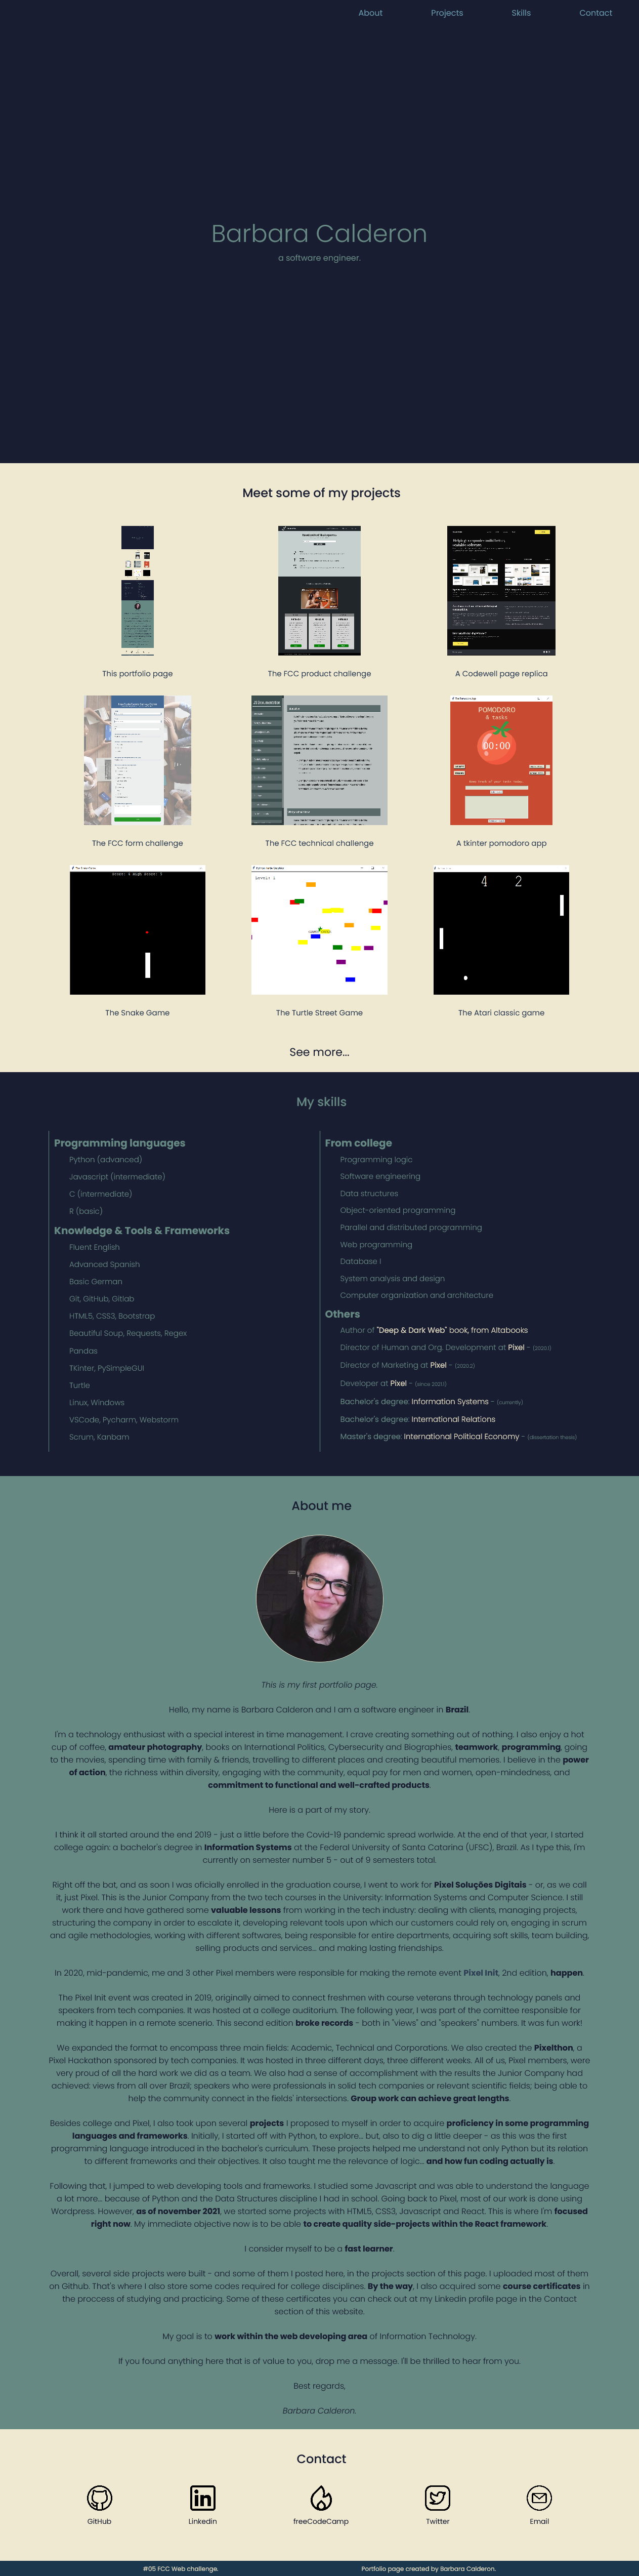 About Projects Skills Contact
Barbara Calderon
a software engineer.
Meet some of my projects
This portfolio page
The FCC product challenge
A Codewell page replica
POMODORO
00:00
The FCC form challenge
The FCC technical challenge
A tkinter pomodoro app
4 2
The Snake Game
The Turtle Street Game
The Atari classic game
See more...
My skills
Programming languages
Python (advanced)
Javascript (intermediate)
C (intermediate)
R (basic)
Knowledge & Tools & Frameworks
Fluent English
Advanced Spanish
Basic German
Git, GitHub, Gitlab
HTML5, CSS3, Bootstrap
Beautiful Soup, Requests, Regex
Pandas
TKinter, PySimpleGUI
Turtle
Linux, Windows
VSCode, Pycharm, Webstorm
Scrum, Kanbam
From college
Programming logic
Software engineering
Data structures
Object-oriented programming
Parallel and distributed programming
Web programming
Database I
System analysis and design
Computer organization and architecture
Others
Author of "Deep & Dark Web" book, from Altabooks
Director of Human and Org. Development at Pixel - (2020.1)
Director of Marketing at Pixel - (2020.2)
Developer at Pixel - (since 2021.1)
Bachelor's degree: Information Systems - (currently)
Bachelor's degree: International Relations
Master's degree: International Political Economy - (dissertation thesis)
About me
This is my first portfolio page.
Hello, my name is Barbara Calderon and I am a software engineer in Brazil.
I'm a technology enthusiast with a special interest in time management. I crave creating something out of nothing. I also enjoy a hot
cup of coffee, amateur photography, books on International Politics, Cybersecurity and Biographies, teamwork, programming, going
to the movies, spending time with family & friends, travelling to different places and creating beautiful memories. I believe in the power
of action, the richness within diversity, engaging with the community, equal pay for men and women, open-mindedness, and
commitment to functional and well-crafted products.
Here is a part of my story.
I think it all started around the end 2019 - just a little before the Covid-19 pandemic spread worlwide. At the end of that year, I started
college again: a bachelor's degree in Information Systems at the Federal University of Santa Catarina (UFSC), Brazil. As I type this, I'm
currently on semester number 5 - out of 9 semesters total.
Right off the bat, and as soon I was oficially enrolled in the graduation course, I went to work for Pixel Soluções Digitais - or, as we call
it, just Pixel. This is the Junior Company from the two tech courses in the University: Information Systems and Computer Science. I still
work there and have gathered some valuable lessons from working in the tech industry: dealing with clients, managing projects,
structuring the company in order to escalate it, developing relevant tools upon which our customers could rely on, engaging in scrum
and agile methodologies, working with different softwares, being responsible for entire departments, acquiring soft skills, team building,
selling products and services... and making lasting friendships.
In 2020, mid-pandemic, me and 3 other Pixel members were responsible for making the remote event Pixel Init, 2nd edition, happen.
The Pixel Init event was created in 2019, originally aimed to connect freshmen with course veterans through technology panels and
speakers from tech companies. It was hosted at a college auditorium. The following year, I was part of the comittee responsible for
making it happen in a remote scenerio. This second edition broke records - both in "views" and "speakers" numbers. It was fun work!
We expanded the format to encompass three main fields: Academic, Technical and Corporations. We also created the Pixelthon, a
Pixel Hackathon sponsored by tech companies. It was hosted in three different days, three different weeks. All of us, Pixel members, were
very proud of all the hard work we did as a team. We also had a sense of accomplishment with the results the Junior Company had
achieved: views from all over Brazil; speakers who were professionals in solid tech companies or relevant scientific fields; being able to
help the community connect in the fields' intersections. Group work can achieve great lengths.
Besides college and Pixel, I also took upon several projects I proposed to myself in order to acquire proficiency in some programming
languages and frameworks. Initially, I started off with Python, to explore... but, also to dig a little deeper - as this was the first
programming language introduced in the bachelor's curriculum. These projects helped me understand not only Python but its relation
to different frameworks and their objectives. It also taught me the relevance of logic... and how fun coding actually is.
Following that, I jumped to web developing tools and frameworks. I studied some Javascript and was able to understand the language
a lot more... because of Python and the Data Structures discipline I had in school. Going back to Pixel, most of our work is done using
Wordpress. However, as of november 2021, we started some projects with HTML5, CSS3, Javascript and React. This is where I'm focused
right now. My immediate objective now is to be able to create quality side-projects within the React framework.
I consider myself to be a fast learner.
Overall, several side projects were built - and some of them I posted here, in the projects section of this page. I uploaded most of them
on Github. That's where I also store some codes required for college disciplines. By the way, I also acquired some course certificates in
the proccess of studying and practicing. Some of these certificates you can check out at my Linkedin profile page in the Contact
section of this website.
My goal is to work within the web developing area of Information Technology.
If you found anything here that is of value to you, drop me a message. I'll be thrilled to hear from you.
Best regards,
Barbara Calderon.
Contact
GitHub
Linkedin
freeCodeCamp
Twitter
Email
#05 FCC Web challenge.
Portfolio page created by Barbara Calderon.